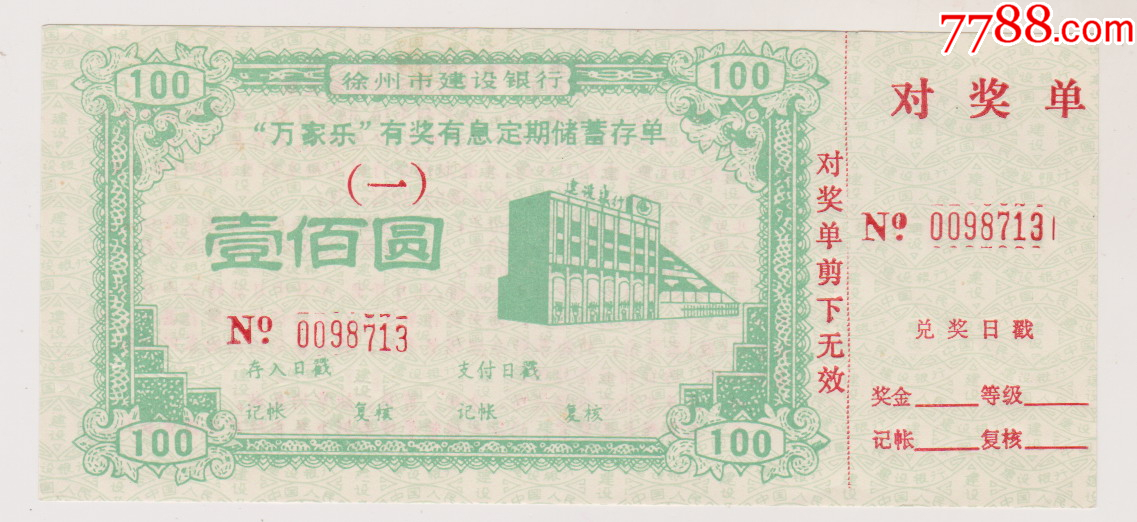 7788.com
100
徐州市建设银行
100
“万家乐”有奖有息定期储蓄存单
(一)
壹佰圆
建设银行
Nº 0098713
存入日戳
支付日戳
记帐 复核 记帐 复核
100
100
对奖单剪下无效
对奖单
Nº 0098713
兑奖日戳
奖金 等级
记帐 复核